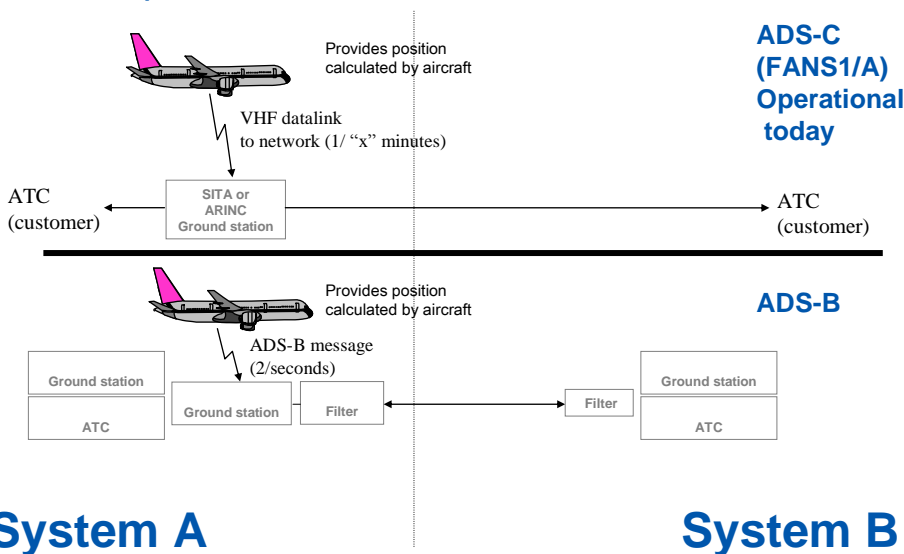 Provides position
calculated by aircraft
ADS-C
(FANS1/A)
Operational
today
VHF datalink
to network (1/ “x” minutes)
ATC
(customer)
SITA or
ARINC
Ground station
ATC
(customer)
Provides position
calculated by aircraft
ADS-B
ADS-B message
(2/seconds)
Ground station
ATC
Ground station
Filter
Filter
Ground station
ATC
System A
System B